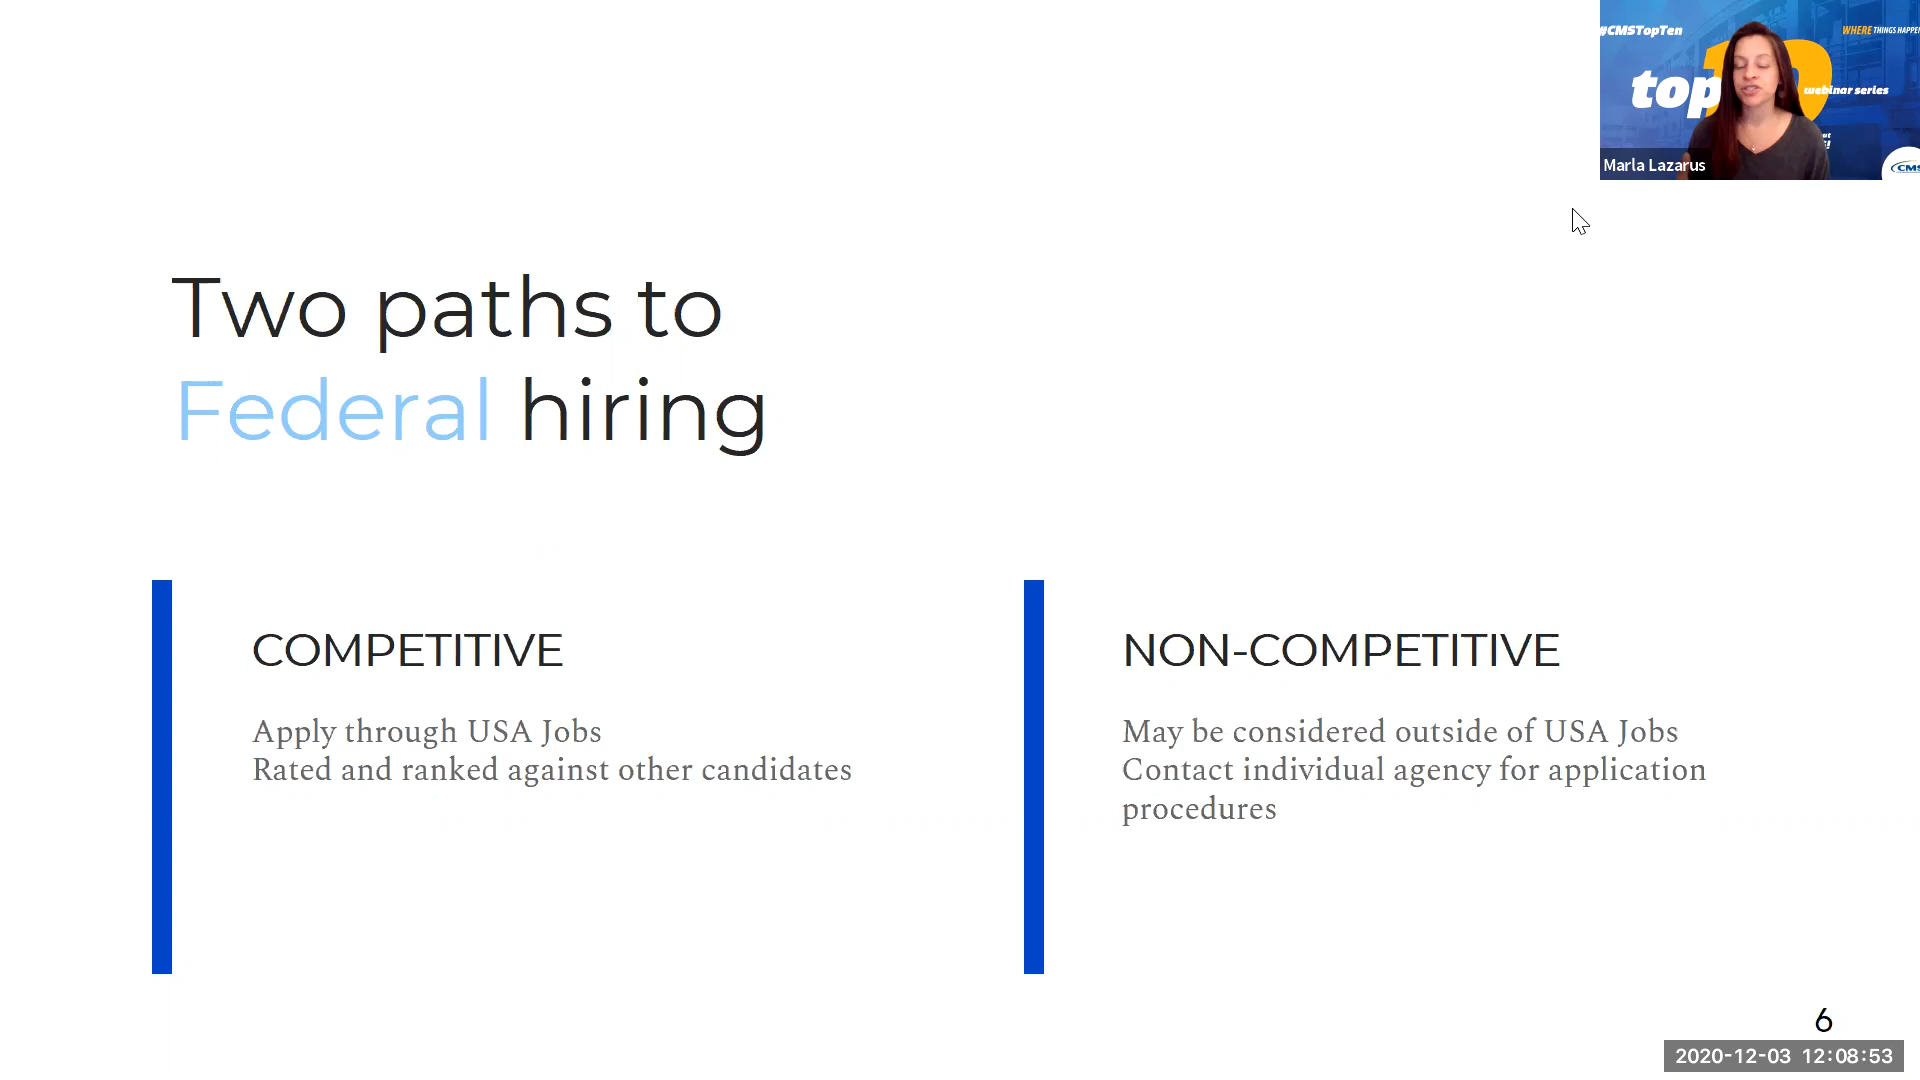 #CMSTopTen
WHERE THINGS HAPPEN
top
webinar series
Marla Lazarus
CMS
Two paths to
Federal hiring
COMPETITIVE
Apply through USA Jobs
Rated and ranked against other candidates
NON-COMPETITIVE
May be considered outside of USA Jobs
Contact individual agency for application
procedures
6
2020-12-03 12:08:53